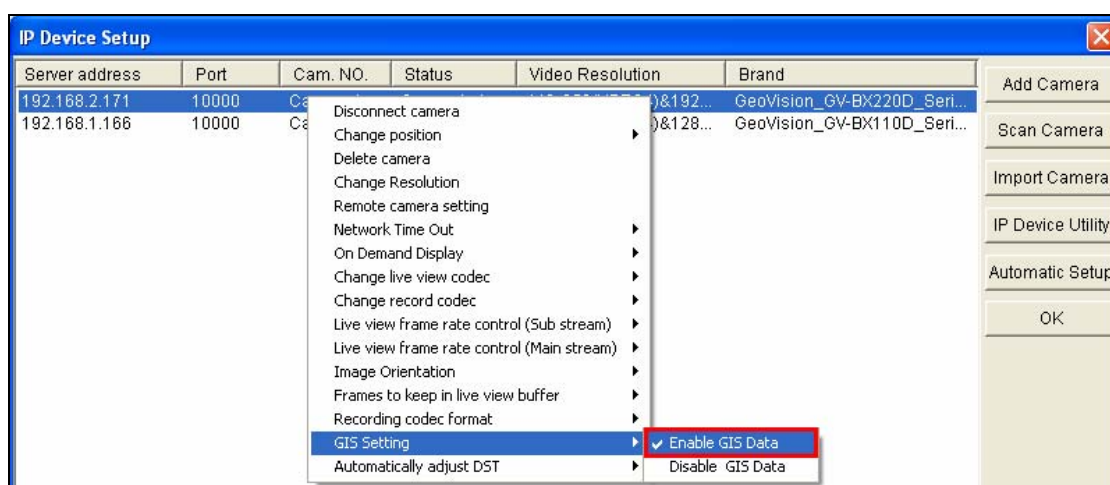 IP Device Setup
Server address Port Cam. NO. Status Video Resolution Brand
192.168.2.171 10000 GeoVision_GV-BX220D_Seri...
192.168.1.166 10000 )&128... GeoVision_GV-BX110D_Seri...
Disconnect camera
Change position
Delete camera
Change Resolution
Remote camera setting
Network Time Out
On Demand Display
Change live view codec
Change record codec
Live view frame rate control (Sub stream)
Live view frame rate control (Main stream)
Image Orientation
Frames to keep in live view buffer
Recording codec format
GIS Setting
Automatically adjust DST
Enable GIS Data
Disable GIS Data
Add Camera
Scan Camera
Import Camera
IP Device Utility
Automatic Setup
OK